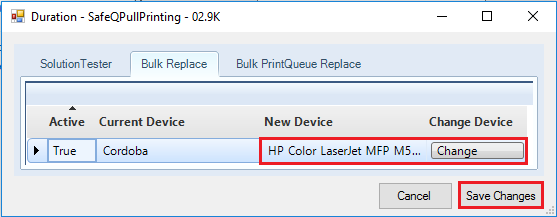 Duration - SafeQPullPrinting - 02.9K
SolutionTester Bulk Replace Bulk PrintQueue Replace
Active Current Device New Device Change Device
True Cordoba HP Color LaserJet MFP M5... Change
Cancel Save Changes